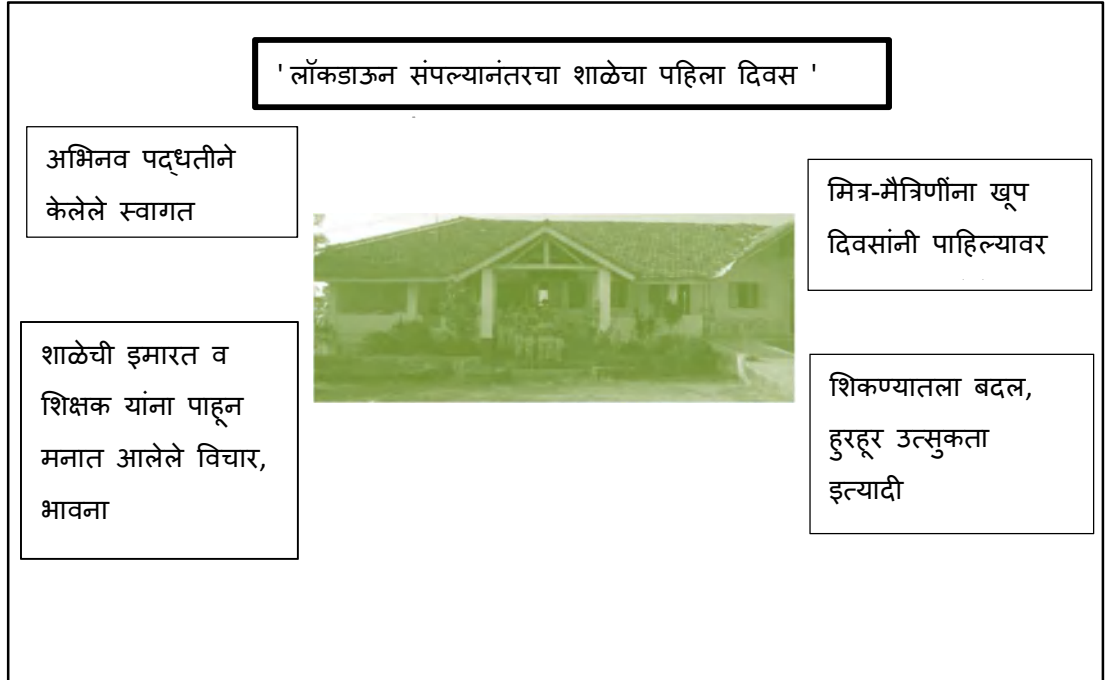 ' लॉकडाऊन संपल्यानंतरचा शाळेचा पहिला दिवस '
अभिनव पद्धतीने
केलेले स्वागत
मित्र-मैत्रिणींना खूप
दिवसांनी पाहिल्यावर
शाळेची इमारत व
शिक्षक यांना पाहून
मनात आलेले विचार,
भावना
शिकण्यातला बदल,
हुरहूर उत्सुकता
इत्यादी